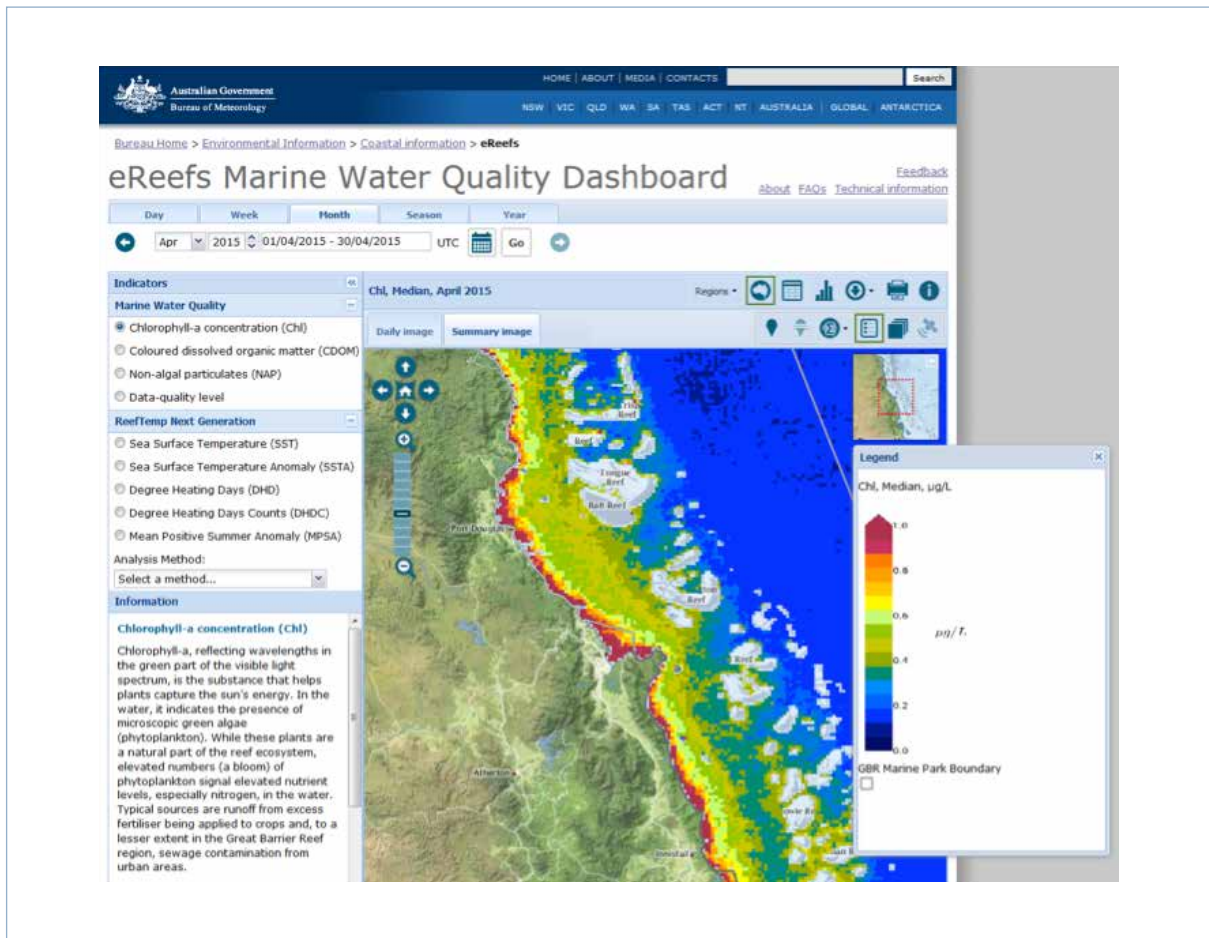 Australian Government
Bureau of Meteorology
HOME | ABOUT | MEDIA | CONTACTS
Search
NSW VIC QLD WA SA TAS ACT NT AUSTRALIA GLOBAL ANTARCTICA
Bureau Home > Environmental Information > Coastal information > eReefs
eReefs Marine Water Quality Dashboard
Feedback
About FAQs Technical information
Day Week Month Season Year
Apr 2015 01/04/2015 - 30/04/2015 UTC Go
Indicators
Marine Water Quality
Chlorophyll-a concentration (Chl)
Coloured dissolved organic matter (CDOM)
Non-algal particulates (NAP)
Data-quality level
ReefTemp Next Generation
Sea Surface Temperature (SST)
Sea Surface Temperature Anomaly (SSTA)
Degree Heating Days (DHD)
Degree Heating Days Counts (DHDC)
Mean Positive Summer Anomaly (MPSA)
Analysis Method:
Select a method...
Information
Chlorophyll-a concentration (Chl)
Chlorophyll-a, reflecting wavelengths in
the green part of the visible light
spectrum, is the substance that helps
plants capture the sun's energy. In the
water, it indicates the presence of
microscopic green algae
(phytoplankton). While these plants are
a natural part of the reef ecosystem,
elevated numbers (a bloom) of
phytoplankton signal elevated nutrient
levels, especially nitrogen, in the water.
Typical sources are runoff from excess
fertiliser being applied to crops and, to a
lesser extent in the Great Barrier Reef
region, sewage contamination from
urban areas.
Chl, Median, April 2015
Regions
Daily image Summary image
Reef
Reef
Tongue
Reef
Batt Reef
Port Douglas
Reef
Reef
Atherton
Innisfail
Legend
Chl, Median, µg/L
1.0
0.8
0.6
µg/L
0.4
0.2
0.0
GBR Marine Park Boundary